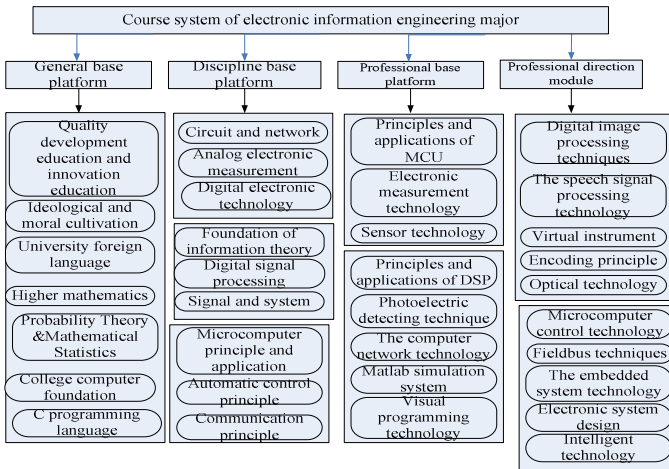 Course system of electronic information engineering major
General base
platform
Discipline base
platform
Professional base
platform
Professional direction
module
Quality
development
education and
innovation
education
Ideological and
moral cultivation
University foreign
language
Higher mathematics
Probability Theory
&Mathematical
Statistics
College computer
foundation
C programming
language
Circuit and network
Analog electronic
measurement
Digital electronic
technology
Foundation of
information theory
Digital signal
processing
Signal and system
Microcomputer
principle and
application
Automatic control
principle
Communication
principle
Principles and
applications of
MCU
Electronic
measurement
technology
Sensor technology
Principles and
applications of DSP
Photoelectric
detecting technique
The computer
network technology
Matlab simulation
system
Visual
programming
technology
Digital image
processing
techniques
The speech signal
processing
technology
Virtual instrument
Encoding principle
Optical technology
Microcomputer
control technology
Fieldbus techniques
The embedded
system technology
Electronic system
design
Intelligent
technology